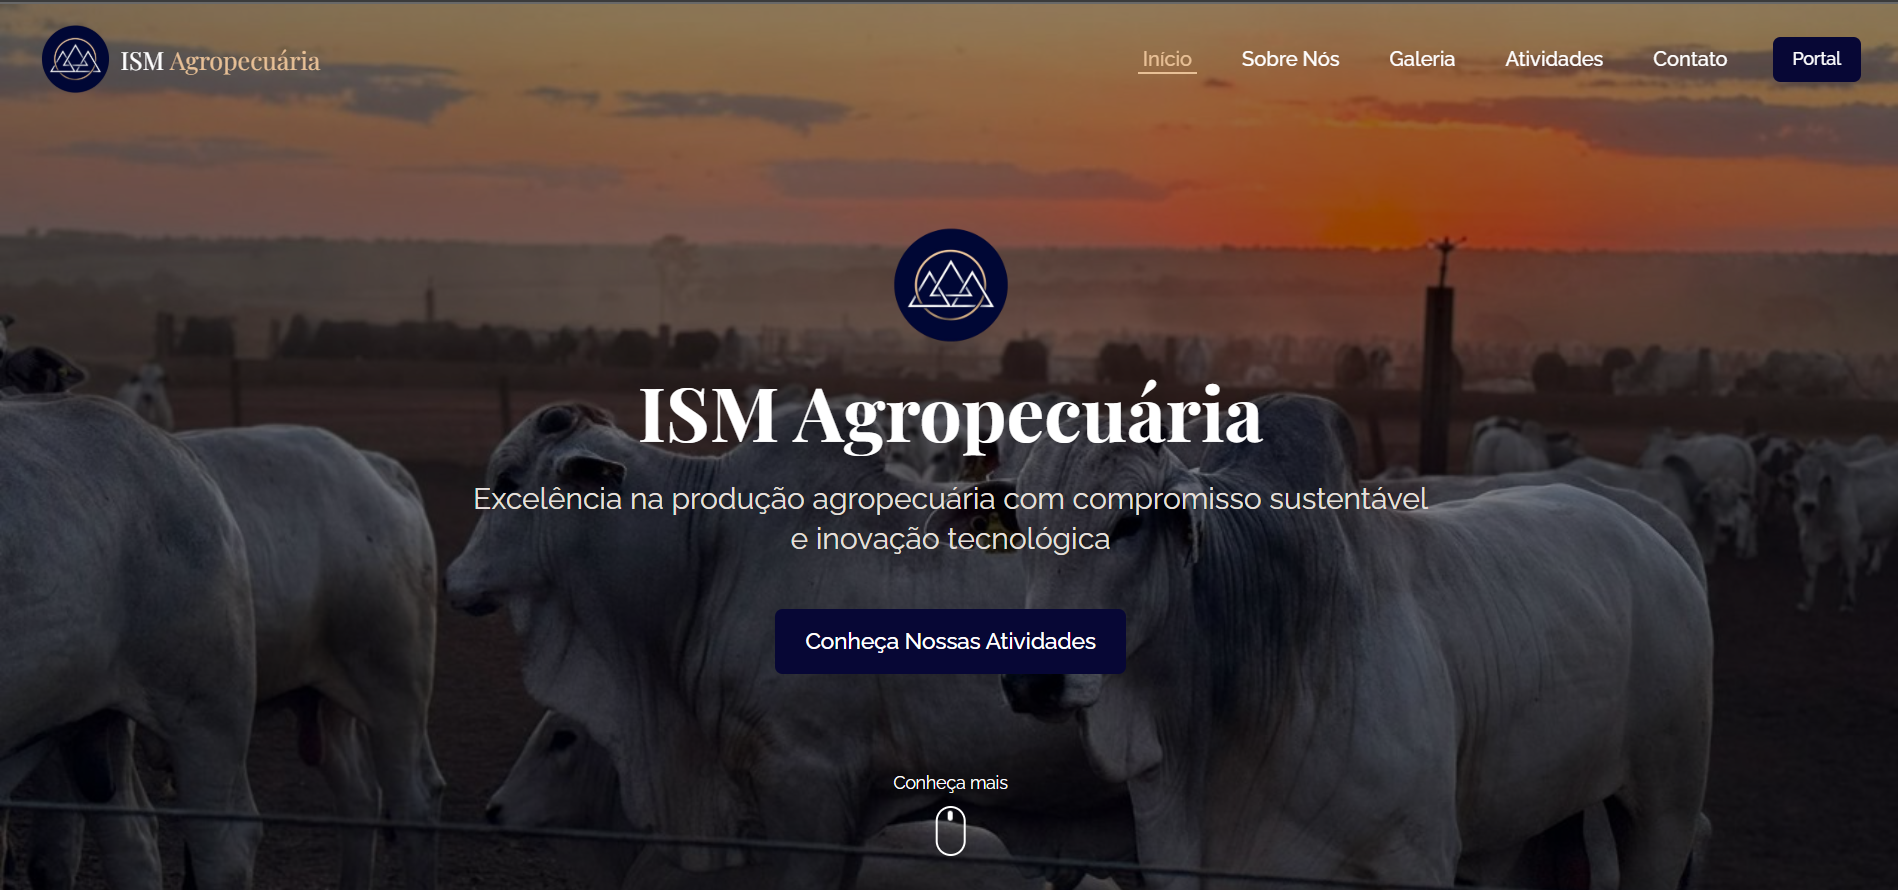 ISM Agropecuária
Início
Sobre Nós
Galeria
Atividades
Contato
Portal
ISM Agropecuária
Excelência na produção agropecuária com compromisso sustentável
e inovação tecnológica
Conheça Nossas Atividades
Conheça mais